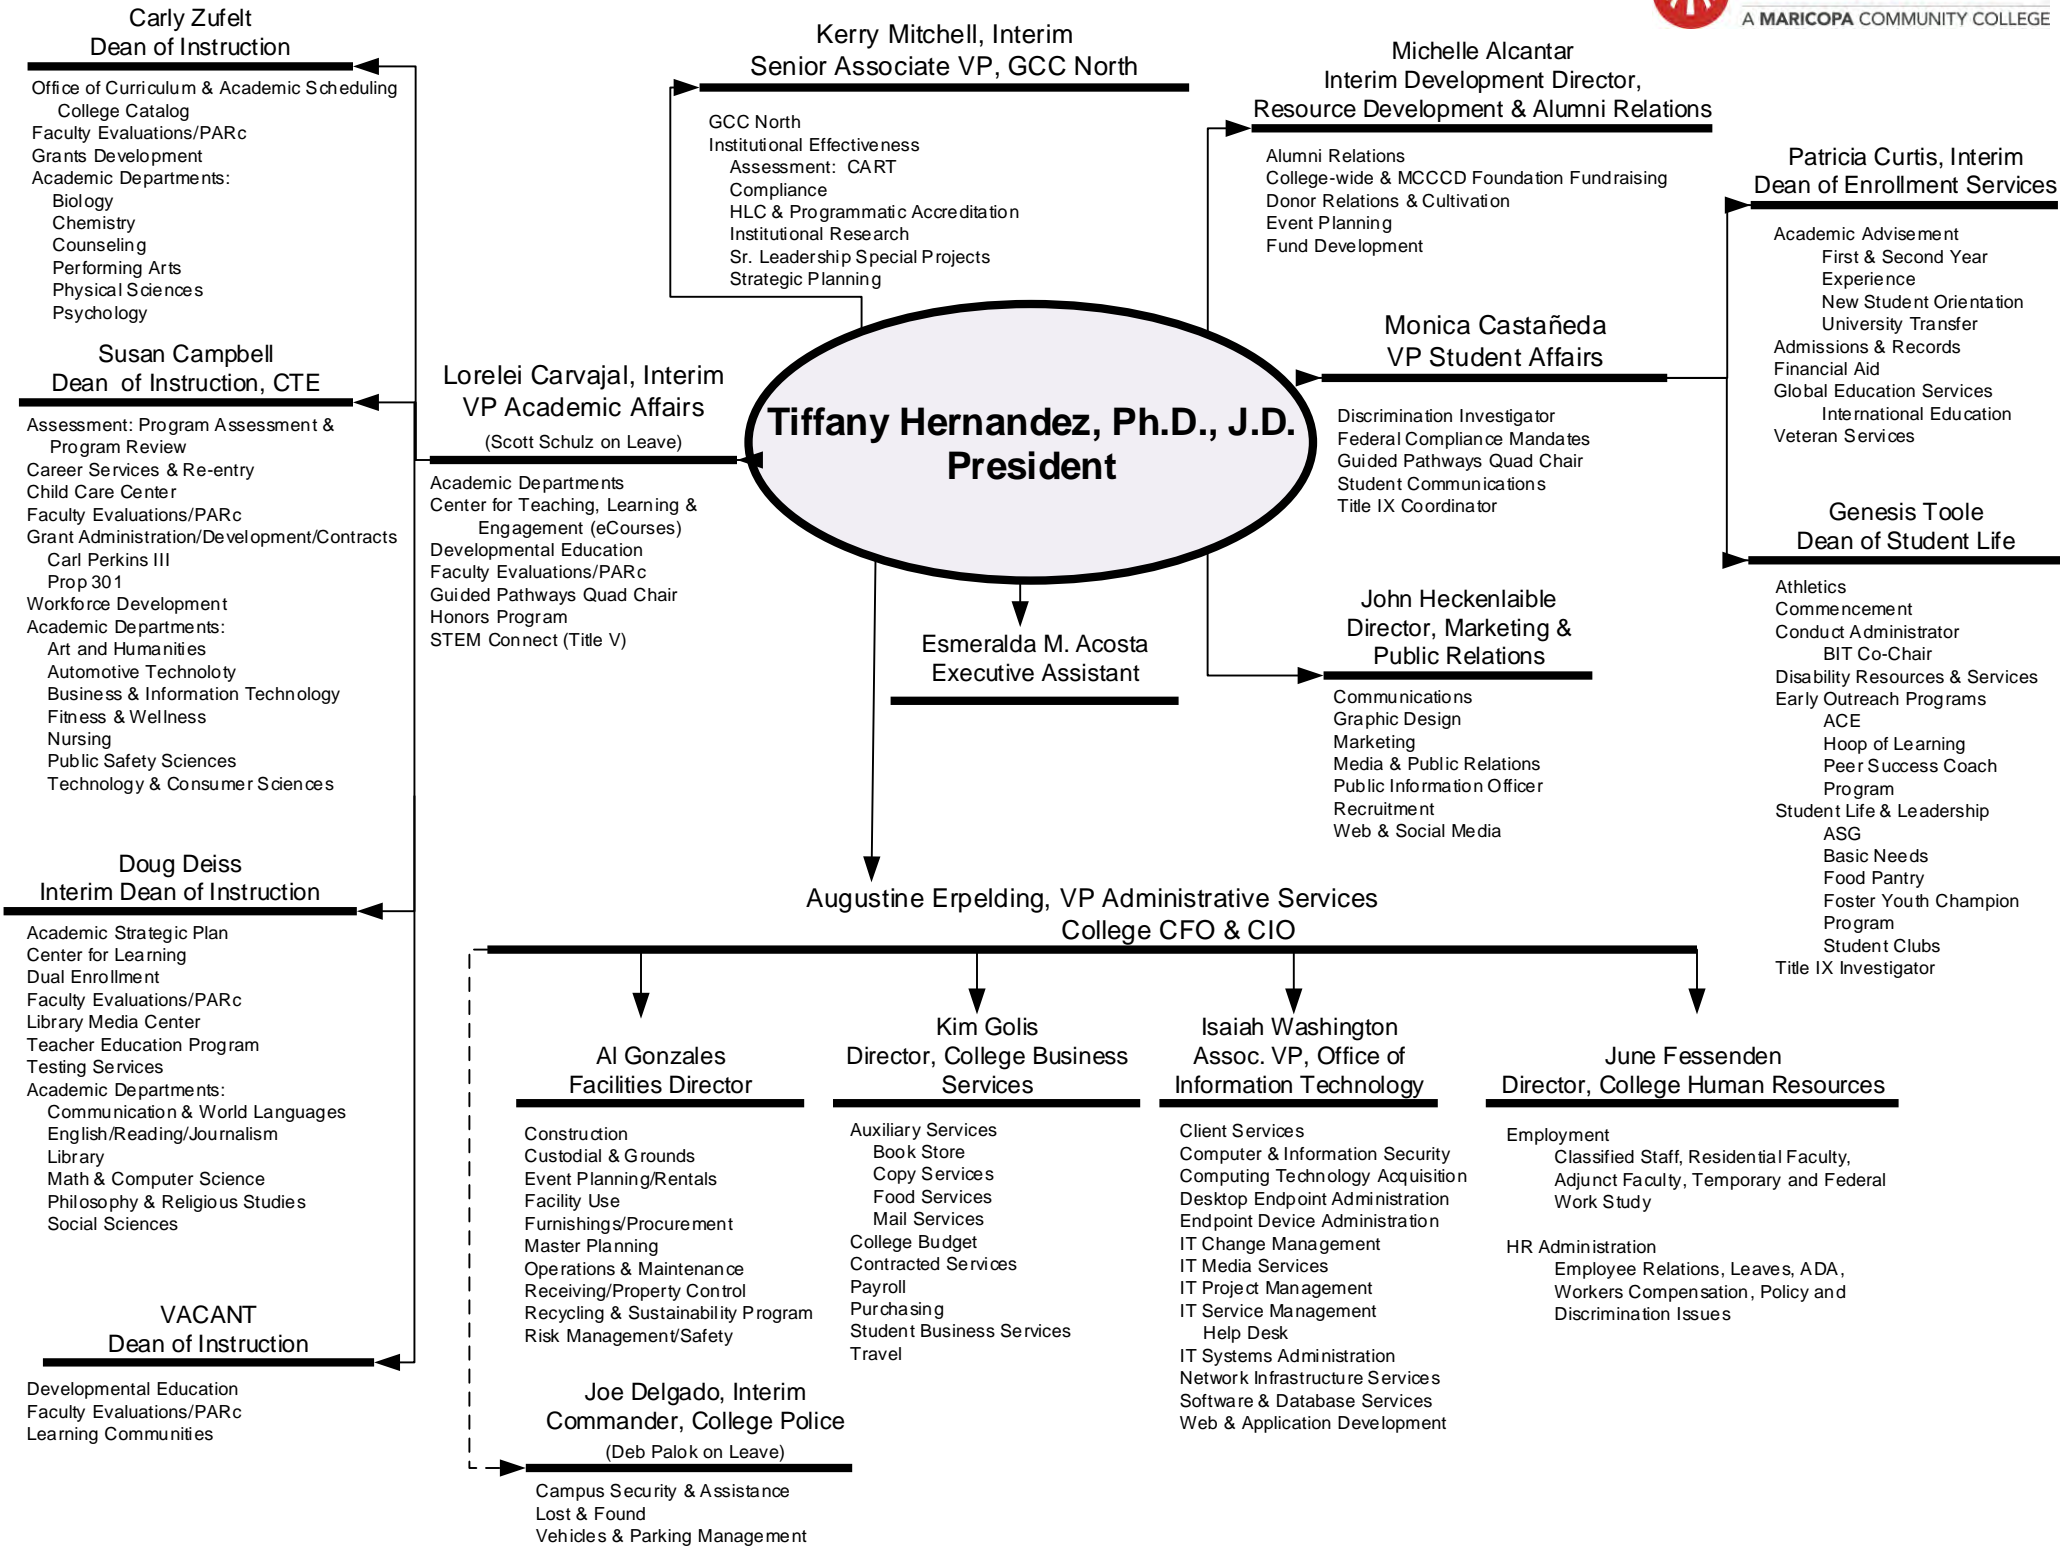 A MARICOPA COMMUNITY COLLEGE
Carly Zufelt
Dean of Instruction
Office of Curriculum & Academic Scheduling
College Catalog
Faculty Evaluations/PARc
Grants Development
Academic Departments:
Biology
Chemistry
Counseling
Performing Arts
Physical Sciences
Psychology
Susan Campbell
Dean of Instruction, CTE
Assessment: Program Assessment &
Program Review
Career Services & Re-entry
Child Care Center
Faculty Evaluations/PARc
Grant Administration/Development/Contracts
Carl Perkins III
Prop 301
Workforce Development
Academic Departments:
Art and Humanities
Automotive Technoloty
Business & Information Technology
Fitness & Wellness
Nursing
Public Safety Sciences
Technology & Consumer Sciences
Doug Deiss
Interim Dean of Instruction
Academic Strategic Plan
Center for Learning
Dual Enrollment
Faculty Evaluations/PARc
Library Media Center
Teacher Education Program
Testing Services
Academic Departments:
Communication & World Languages
English/Reading/Journalism
Library
Math & Computer Science
Philosophy & Religious Studies
Social Sciences
VACANT
Dean of Instruction
Developmental Education
Faculty Evaluations/PARc
Learning Communities
Lorelei Carvajal, Interim
VP Academic Affairs
(Scott Schulz on Leave)
Academic Departments
Center for Teaching, Learning &
Engagement (eCourses)
Developmental Education
Faculty Evaluations/PARc
Guided Pathways Quad Chair
Honors Program
STEM Connect (Title V)
Kerry Mitchell, Interim
Senior Associate VP, GCC North
GCC North
Institutional Effectiveness
Assessment: CART
Compliance
HLC & Programmatic Accreditation
Institutional Research
Sr. Leadership Special Projects
Strategic Planning
Tiffany Hernandez, Ph.D., J.D.
President
Esmeralda M. Acosta
Executive Assistant
Michelle Alcantar
Interim Development Director,
Resource Development & Alumni Relations
Alumni Relations
College-wide & MCCCD Foundation Fundraising
Donor Relations & Cultivation
Event Planning
Fund Development
Monica Castañeda
VP Student Affairs
Discrimination Investigator
Federal Compliance Mandates
Guided Pathways Quad Chair
Student Communications
Title IX Coordinator
John Heckenlaible
Director, Marketing &
Public Relations
Communications
Graphic Design
Marketing
Media & Public Relations
Public Information Officer
Recruitment
Web & Social Media
Patricia Curtis, Interim
Dean of Enrollment Services
Academic Advisement
First & Second Year
Experience
New Student Orientation
University Transfer
Admissions & Records
Financial Aid
Global Education Services
International Education
Veteran Services
Genesis Toole
Dean of Student Life
Athletics
Commencement
Conduct Administrator
BIT Co-Chair
Disability Resources & Services
Early Outreach Programs
ACE
Hoop of Learning
Peer Success Coach
Program
Student Life & Leadership
ASG
Basic Needs
Food Pantry
Foster Youth Champion
Program
Student Clubs
Title IX Investigator
Augustine Erpelding, VP Administrative Services
College CFO & CIO
Al Gonzales
Facilities Director
Construction
Custodial & Grounds
Event Planning/Rentals
Facility Use
Furnishings/Procurement
Master Planning
Operations & Maintenance
Receiving/Property Control
Recycling & Sustainability Program
Risk Management/Safety
Joe Delgado, Interim
Commander, College Police
(Deb Palok on Leave)
Campus Security & Assistance
Lost & Found
Vehicles & Parking Management
Kim Golis
Director, College Business
Services
Auxiliary Services
Book Store
Copy Services
Food Services
Mail Services
College Budget
Contracted Services
Payroll
Purchasing
Student Business Services
Travel
Isaiah Washington
Assoc. VP, Office of
Information Technology
Client Services
Computer & Information Security
Computing Technology Acquisition
Desktop Endpoint Administration
Endpoint Device Administration
IT Change Management
IT Media Services
IT Project Management
IT Service Management
Help Desk
IT Systems Administration
Network Infrastructure Services
Software & Database Services
Web & Application Development
June Fessenden
Director, College Human Resources
Employment
Classified Staff, Residential Faculty,
Adjunct Faculty, Temporary and Federal
Work Study
HR Administration
Employee Relations, Leaves, ADA,
Workers Compensation, Policy and
Discrimination Issues